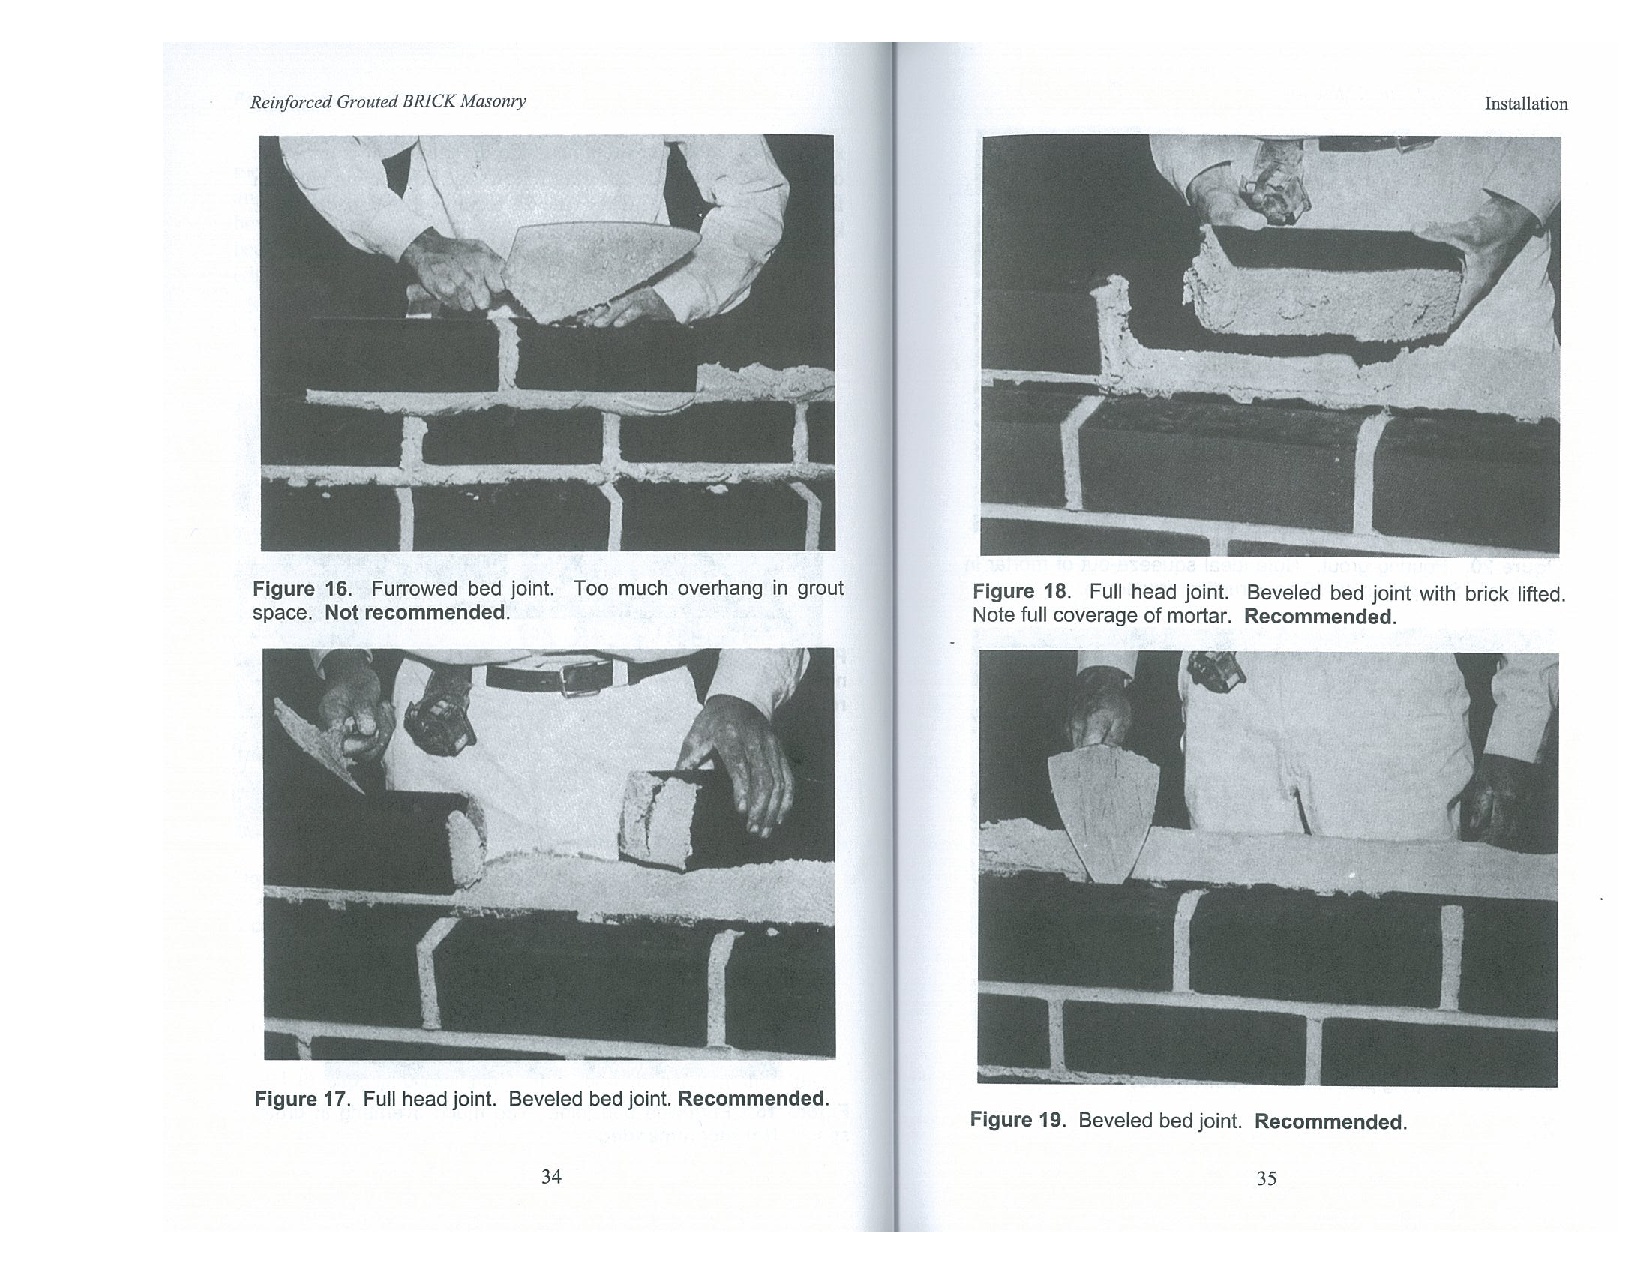 Reinforced Grouted BRICK Masonry
Figure 16. Furrowed bed joint. Too much overhang in grout
space. Not recommended.
Figure 17. Full head joint. Beveled bed joint. Recommended.
34
Installation
Figure 18. Full head joint. Beveled bed joint with brick lifted.
Note full coverage of mortar. Recommended.
Figure 19. Beveled bed joint. Recommended.
35